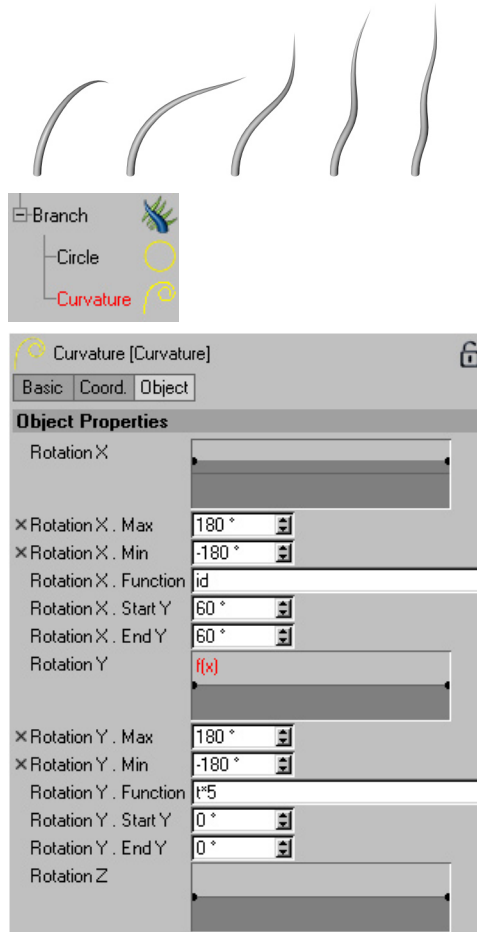 Branch
Circle
Curvature
Curvature [Curvature]
Basic Coord. Object
Object Properties
Rotation X
Rotation X . Max 180 °
Rotation X . Min -180 °
Rotation X . Function id
Rotation X . Start Y 60 °
Rotation X . End Y 60 °
Rotation Y f(x)
Rotation Y . Max 180 °
Rotation Y . Min -180 °
Rotation Y . Function t*5
Rotation Y . Start Y 0 °
Rotation Y . End Y 0 °
Rotation Z